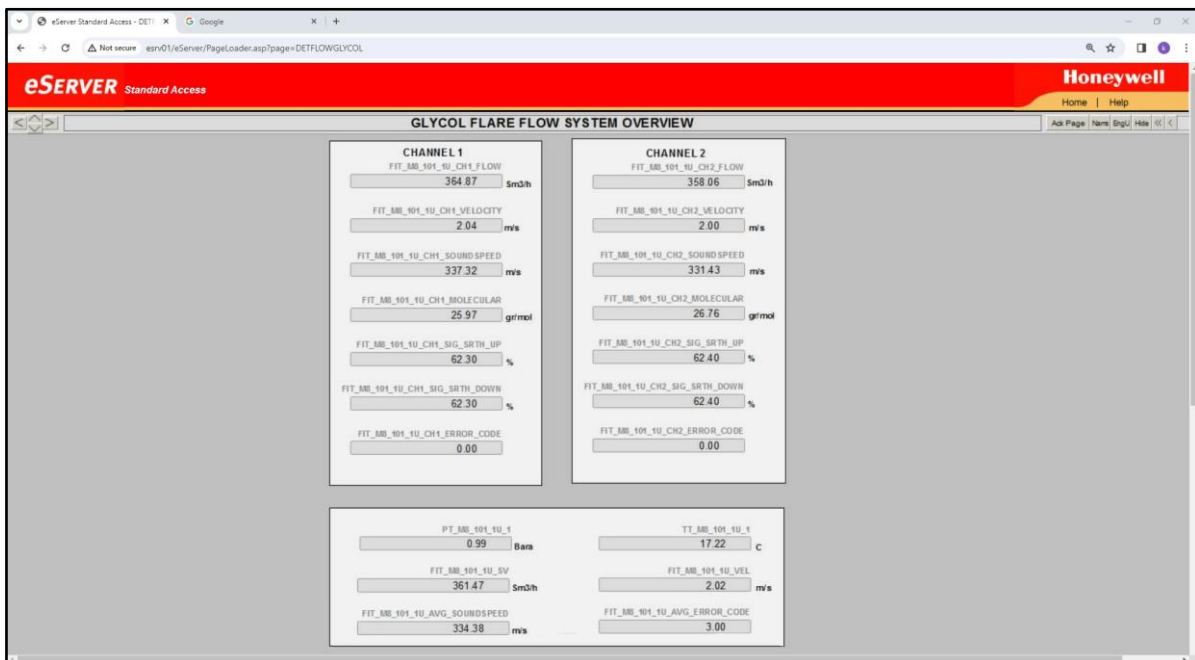 eServer Standard Access - DETF
Google
Not secure esrv01/eServer/PageLoader.asp?page=DETFLOWGLYCOL
eSERVER Standard Access
Honeywell
Home | Help
GLYCOL FLARE FLOW SYSTEM OVERVIEW
Ack Page Name EngU Hide
CHANNEL 1
FIT_M8_101_1U_CH1_FLOW
364.87 Sm3/h
FIT_M8_101_1U_CH1_VELOCITY
2.04 m/s
FIT_M8_101_1U_CH1_SOUNDSPEED
337.32 m/s
FIT_M8_101_1U_CH1_MOLECULAR
25.97 gr/mol
FIT_M8_101_1U_CH1_SIG_SRTH_UP
62.30 %
FIT_M8_101_1U_CH1_SIG_SRTH_DOWN
62.30 %
FIT_M8_101_1U_CH1_ERROR_CODE
0.00
CHANNEL 2
FIT_M8_101_1U_CH2_FLOW
358.06 Sm3/h
FIT_M8_101_1U_CH2_VELOCITY
2.00 m/s
FIT_M8_101_1U_CH2_SOUNDSPEED
331.43 m/s
FIT_M8_101_1U_CH2_MOLECULAR
26.76 gr/mol
FIT_M8_101_1U_CH2_SIG_SRTH_UP
62.40 %
FIT_M8_101_1U_CH2_SIG_SRTH_DOWN
62.40 %
FIT_M8_101_1U_CH2_ERROR_CODE
0.00
PT_M8_101_1U_1 TT_M8_101_1U_1
0.99 Bara 17.22 C
FIT_M8_101_1U_SV FIT_M8_101_1U_VEL
361.47 Sm3/h 2.02 m/s
FIT_M8_101_1U_AVG_SOUNDSPEED FIT_M8_101_1U_AVG_ERROR_CODE
334.38 m/s 3.00